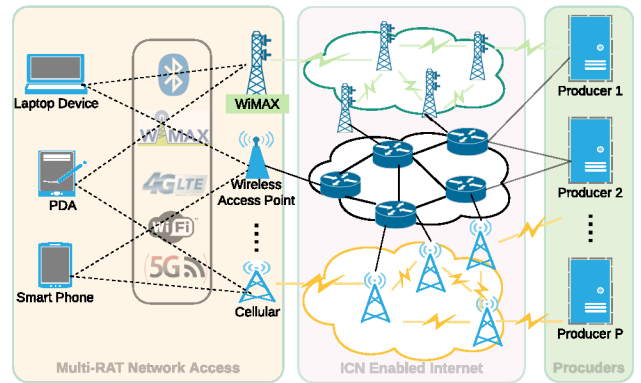 Laptop Device
PDA
Smart Phone
WiMAX
4G LTE
WiFi™
(5G
WiMAX
Wireless
Access Point
Cellular
Producer 1
Producer 2
Producer P
Multi-RAT Network Access
ICN Enabled Internet
Procuders